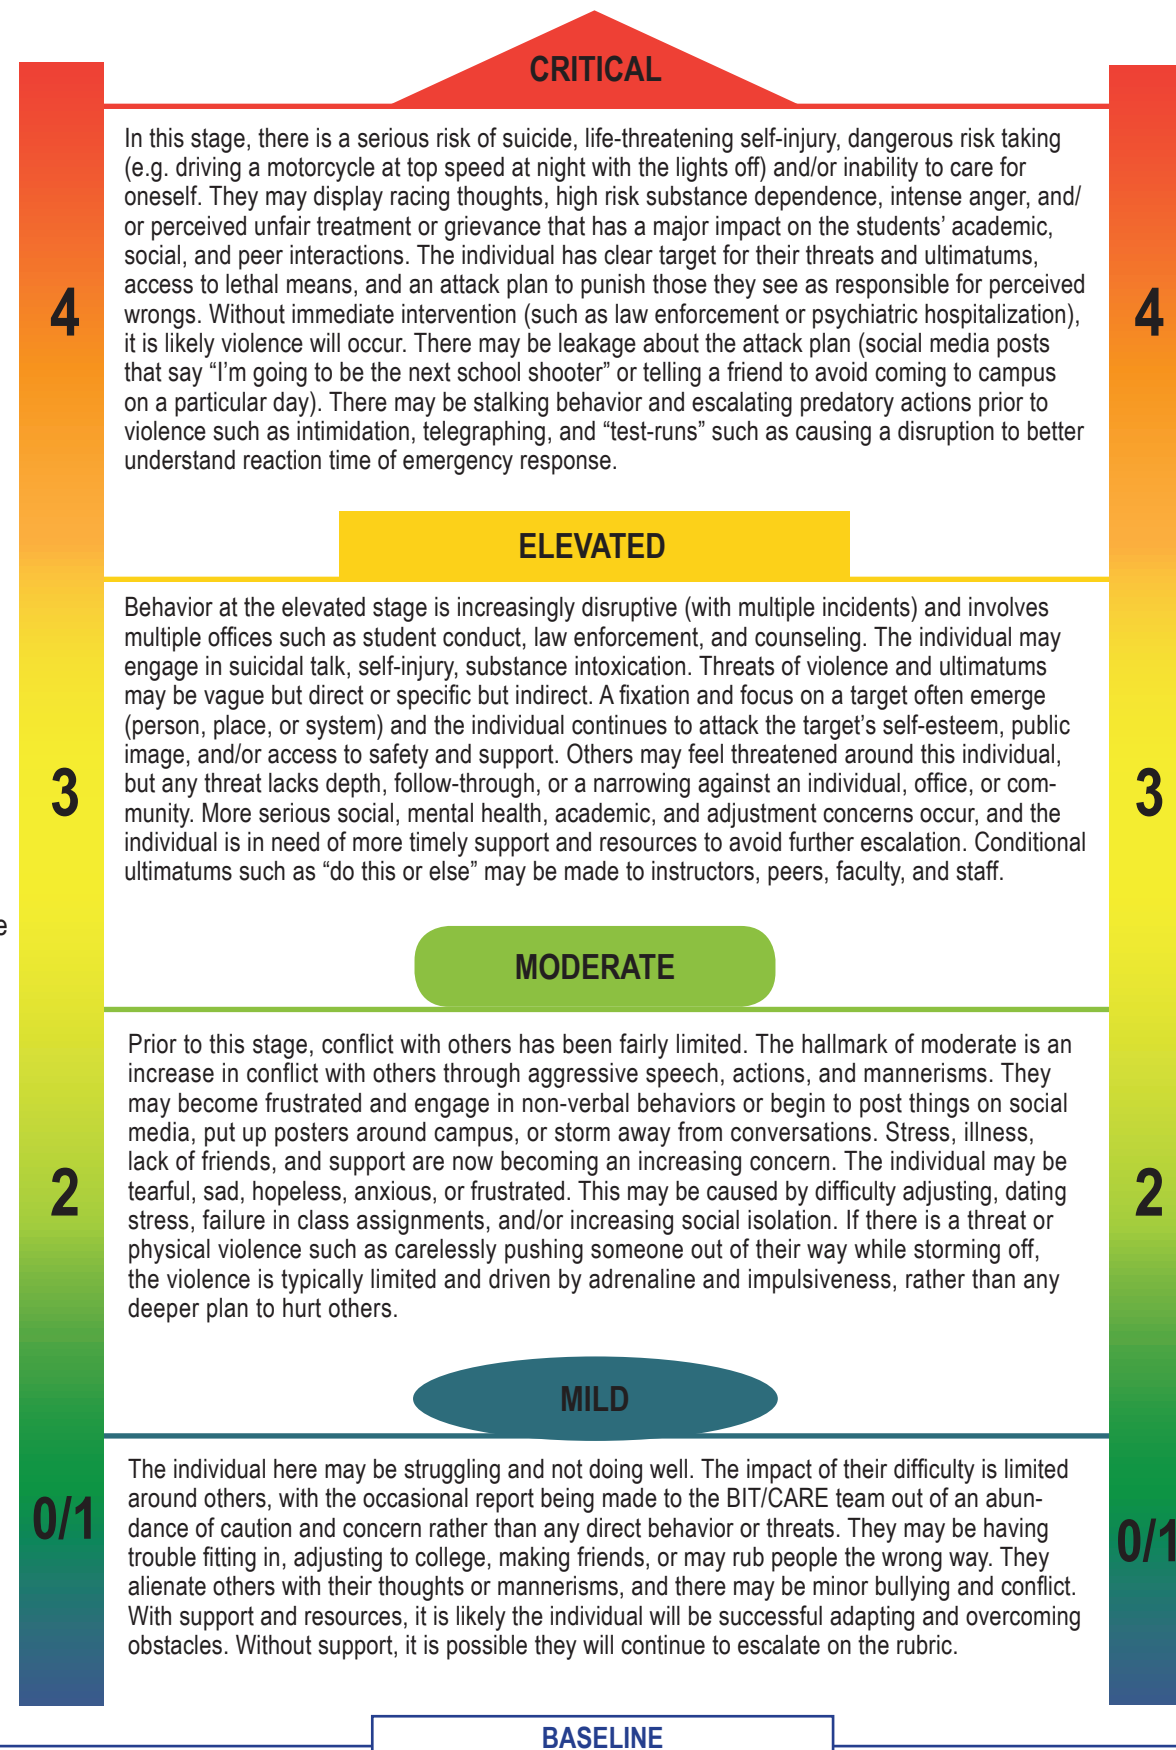 CRITICAL
In this stage, there is a serious risk of suicide, life-threatening self-injury, dangerous risk taking
(e.g. driving a motorcycle at top speed at night with the lights off) and/or inability to care for
oneself. They may display racing thoughts, high risk substance dependence, intense anger, and/
or perceived unfair treatment or grievance that has a major impact on the students’ academic,
social, and peer interactions. The individual has clear target for their threats and ultimatums,
access to lethal means, and an attack plan to punish those they see as responsible for perceived
wrongs. Without immediate intervention (such as law enforcement or psychiatric hospitalization),
it is likely violence will occur. There may be leakage about the attack plan (social media posts
that say “I’m going to be the next school shooter” or telling a friend to avoid coming to campus
on a particular day). There may be stalking behavior and escalating predatory actions prior to
violence such as intimidation, telegraphing, and “test-runs” such as causing a disruption to better
understand reaction time of emergency response.
4
4
ELEVATED
Behavior at the elevated stage is increasingly disruptive (with multiple incidents) and involves
multiple offices such as student conduct, law enforcement, and counseling. The individual may
engage in suicidal talk, self-injury, substance intoxication. Threats of violence and ultimatums
may be vague but direct or specific but indirect. A fixation and focus on a target often emerge
(person, place, or system) and the individual continues to attack the target’s self-esteem, public
image, and/or access to safety and support. Others may feel threatened around this individual,
but any threat lacks depth, follow-through, or a narrowing against an individual, office, or com-
munity. More serious social, mental health, academic, and adjustment concerns occur, and the
individual is in need of more timely support and resources to avoid further escalation. Conditional
ultimatums such as “do this or else” may be made to instructors, peers, faculty, and staff.
3
3
e
MODERATE
Prior to this stage, conflict with others has been fairly limited. The hallmark of moderate is an
increase in conflict with others through aggressive speech, actions, and mannerisms. They
may become frustrated and engage in non-verbal behaviors or begin to post things on social
media, put up posters around campus, or storm away from conversations. Stress, illness,
lack of friends, and support are now becoming an increasing concern. The individual may be
tearful, sad, hopeless, anxious, or frustrated. This may be caused by difficulty adjusting, dating
stress, failure in class assignments, and/or increasing social isolation. If there is a threat or
physical violence such as carelessly pushing someone out of their way while storming off,
the violence is typically limited and driven by adrenaline and impulsiveness, rather than any
deeper plan to hurt others.
2
2
MILD
The individual here may be struggling and not doing well. The impact of their difficulty is limited
around others, with the occasional report being made to the BIT/CARE team out of an abun-
dance of caution and concern rather than any direct behavior or threats. They may be having
trouble fitting in, adjusting to college, making friends, or may rub people the wrong way. They
alienate others with their thoughts or mannerisms, and there may be minor bullying and conflict.
With support and resources, it is likely the individual will be successful adapting and overcoming
obstacles. Without support, it is possible they will continue to escalate on the rubric.
0/1
0/1
BASELINE